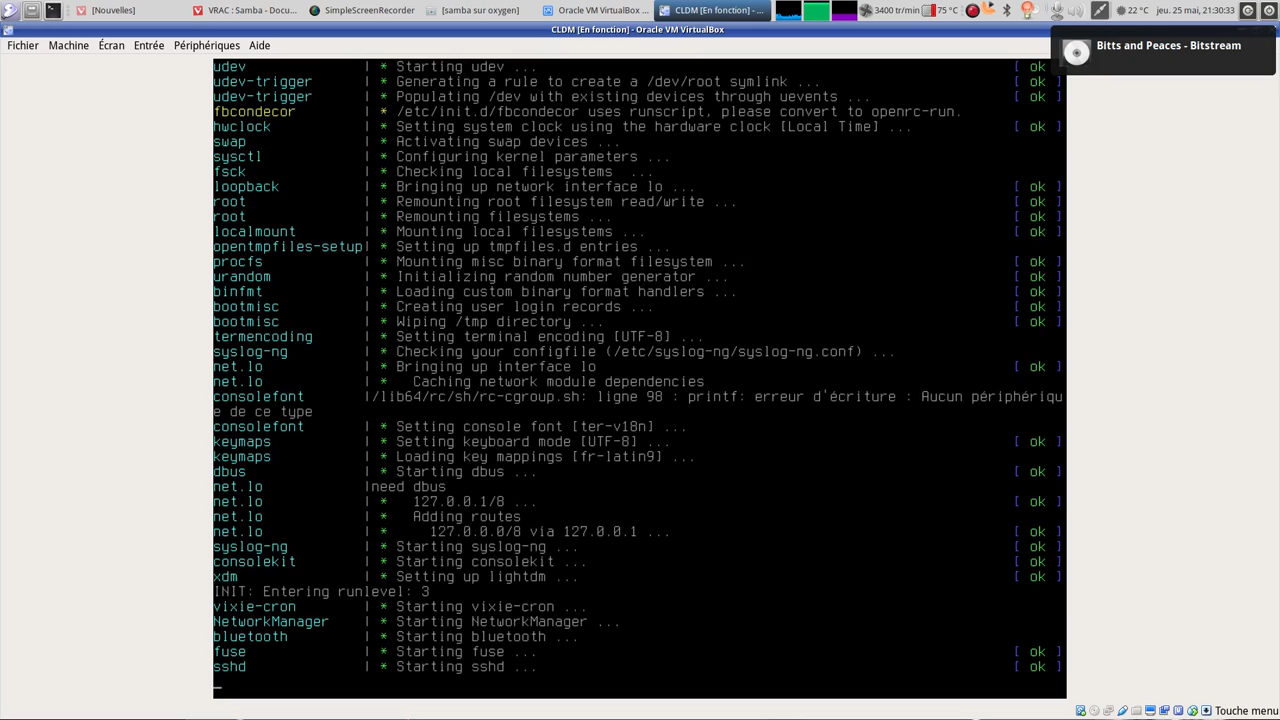 [Nouvelles]
VRAC : Samba - Docu...
SimpleScreenRecorder
[samba sur oxygen]
Oracle VM VirtualBox ...
CLDM [En fonction] - ...
3400 tr/min
75 °C
22 °C
jeu. 25 mai, 21:30:33
CLDM [En fonction] - Oracle VM VirtualBox
Fichier Machine Écran Entrée Périphériques Aide
Bitts and Peaces - Bitstream
udev | * Starting udev ... [ ok ]
udev-trigger | * Generating a rule to create a /dev/root symlink ... [ ok ]
udev-trigger | * Populating /dev with existing devices through uevents ... [ ok ]
fbcondecor | * /etc/init.d/fbcondecor uses runscript, please convert to openrc-run.
hwclock | * Setting system clock using the hardware clock [Local Time] ... [ ok ]
swap | * Activating swap devices ... [ ok ]
sysctl | * Configuring kernel parameters ... [ ok ]
fsck | * Checking local filesystems ... [ ok ]
loopback | * Bringing up network interface lo ... [ ok ]
root | * Remounting root filesystem read/write ... [ ok ]
root | * Remounting filesystems ... [ ok ]
localmount | * Mounting local filesystems ... [ ok ]
opentmpfiles-setup| * Setting up tmpfiles.d entries ... [ ok ]
procfs | * Mounting misc binary format filesystem ... [ ok ]
urandom | * Initializing random number generator ... [ ok ]
binfmt | * Loading custom binary format handlers ... [ ok ]
bootmisc | * Creating user login records ... [ ok ]
bootmisc | * Wiping /tmp directory ... [ ok ]
termencoding | * Setting terminal encoding [UTF-8] ... [ ok ]
syslog-ng | * Checking your configfile (/etc/syslog-ng/syslog-ng.conf) ... [ ok ]
net.lo | * Bringing up interface lo [ ok ]
net.lo | * Caching network module dependencies
consolefont |/lib64/rc/sh/rc-cgroup.sh: ligne 98 : printf: erreur d'écriture : Aucun périphériqu
e de ce type
consolefont | * Setting console font [ter-v18n] ... [ ok ]
keymaps | * Setting keyboard mode [UTF-8] ... [ ok ]
keymaps | * Loading key mappings [fr-latin9] ... [ ok ]
dbus | * Starting dbus ... [ ok ]
net.lo |need dbus
net.lo | * 127.0.0.1/8 ... [ ok ]
net.lo | * Adding routes
net.lo | * 127.0.0.0/8 via 127.0.0.1 ... [ ok ]
syslog-ng | * Starting syslog-ng ... [ ok ]
consolekit | * Starting consolekit ... [ ok ]
xdm | * Setting up lightdm ... [ ok ]
INIT: Entering runlevel: 3
vixie-cron | * Starting vixie-cron ... [ ok ]
NetworkManager | * Starting NetworkManager ... [ ok ]
bluetooth | * Starting bluetooth ... [ ok ]
fuse | * Starting fuse ... [ ok ]
sshd | * Starting sshd ... [ ok ]
Touche menu